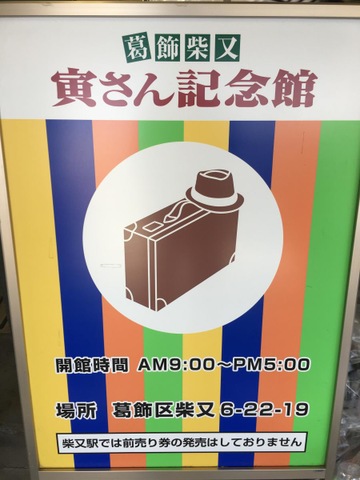 葛飾柴又
寅さん記念館
開館時間 AM9:00〜PM5:00
場所 葛飾区柴又6-22-19
柴又駅では前売り券の発売はしておりません